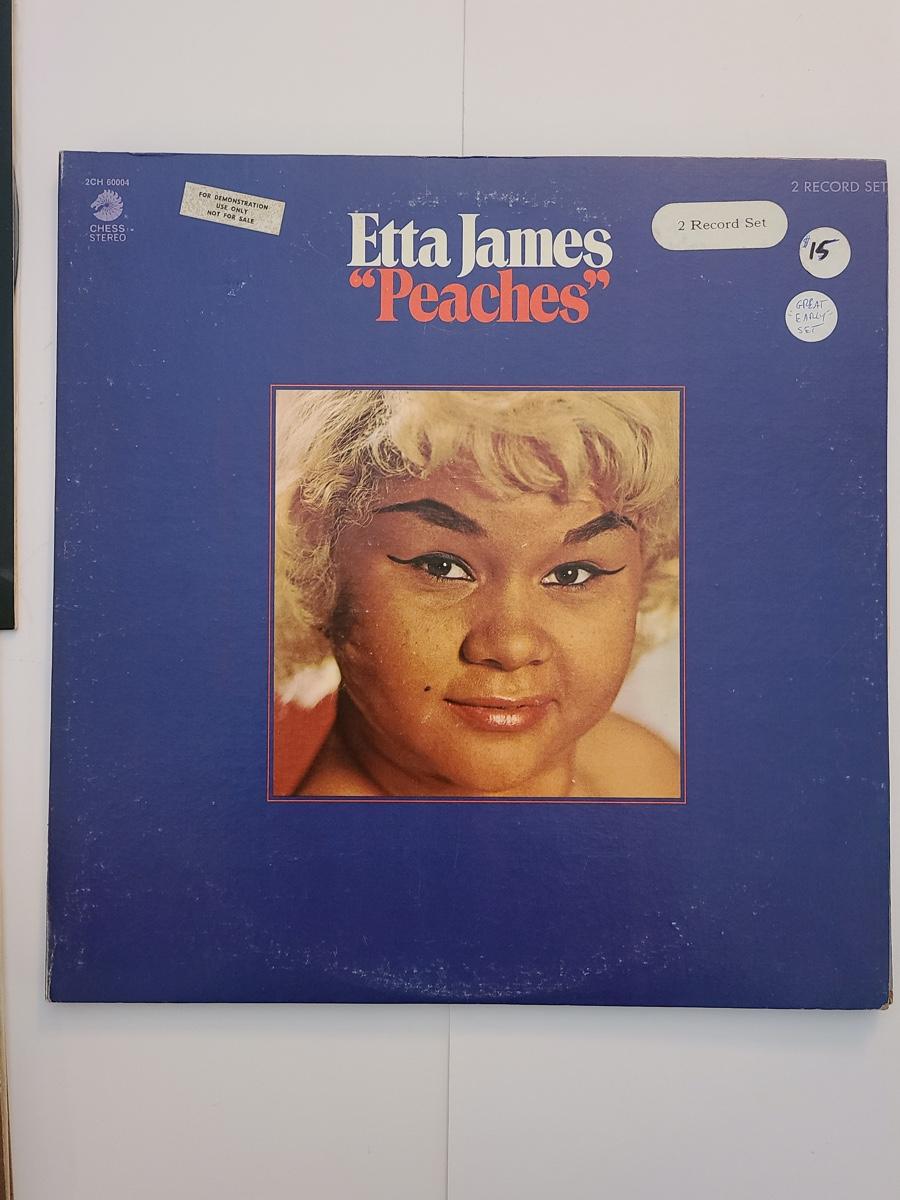 2CH 60004
CHESS
STEREO
FOR DEMONSTRATION
USE ONLY
NOT FOR SALE
Etta James
“Peaches”
2 RECORD SET
2 Record Set
$15
"GREAT
EARLY"
SET